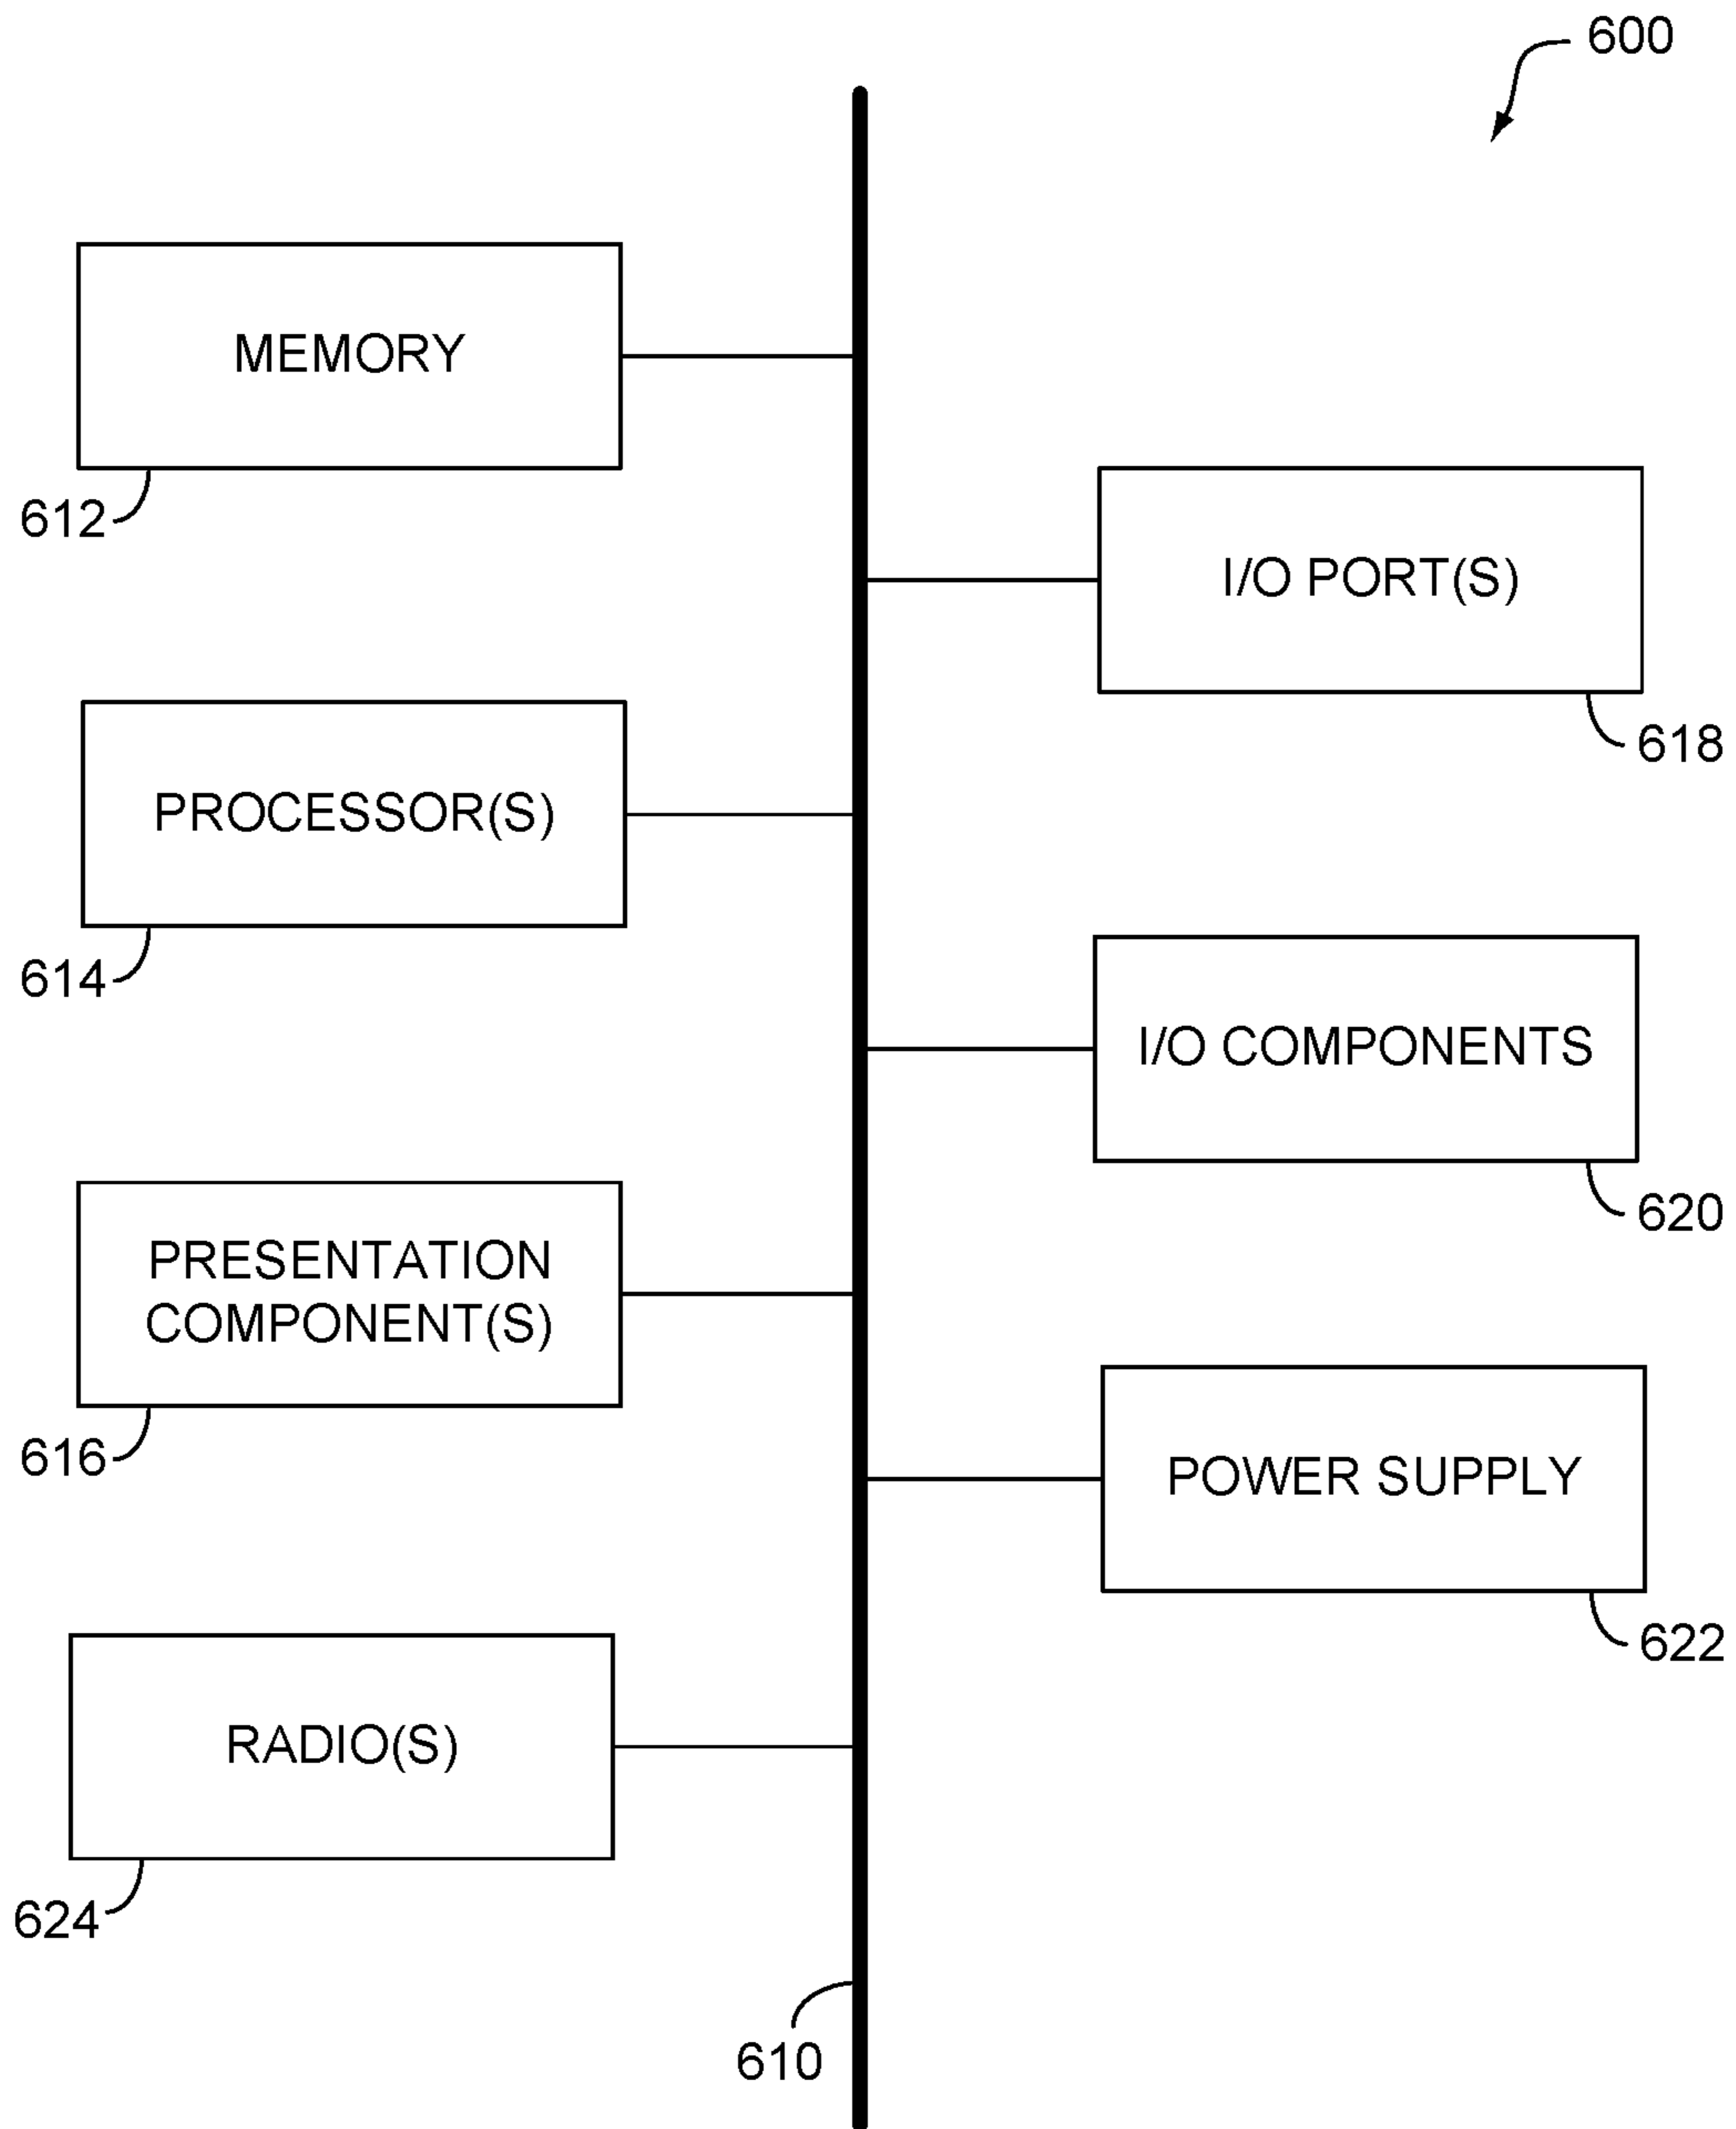 600
MEMORY
612
I/O PORT(S)
618
PROCESSOR(S)
614
I/O COMPONENTS
620
PRESENTATION
COMPONENT(S)
616
POWER SUPPLY
622
RADIO(S)
624
610